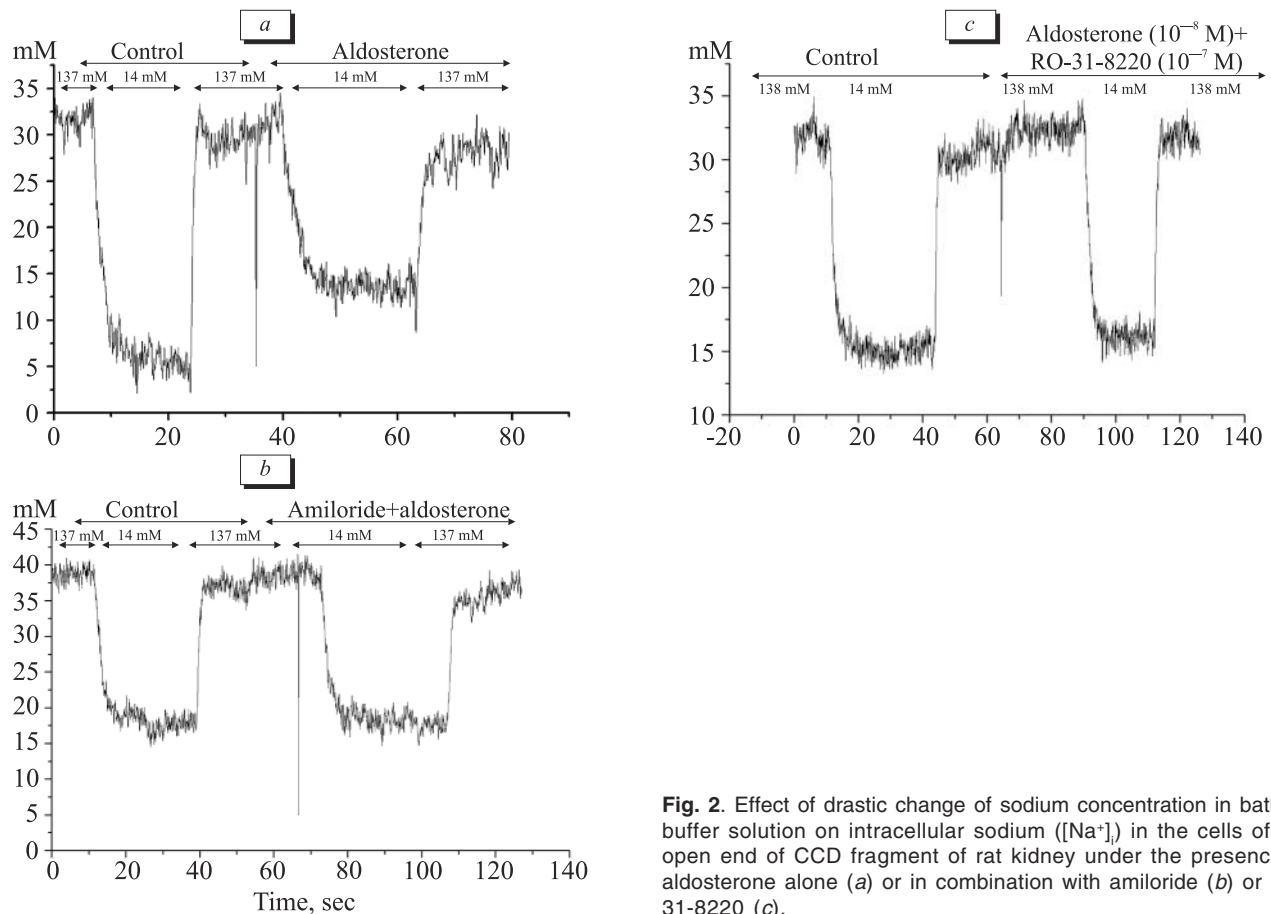 a
mM
Control
Aldosterone
137 mM 14 mM 137 mM 14 mM 137 mM
35
30
25
20
15
10
5
0
0 20 40 60 80
c
mM
Control
Aldosterone (10⁻⁸ M)+
RO-31-8220 (10⁻⁷ M)
138 mM 14 mM 138 mM 14 mM 138 mM
35
30
25
20
15
10
-20 0 20 40 60 80 100 120 140
b
mM
Control
Amiloride+aldosterone
137 mM 14 mM 137 mM 14 mM 137 mM
45
40
35
30
25
20
15
10
5
0
0 20 40 60 80 100 120 140
Time, sec
Fig. 2. Effect of drastic change of sodium concentration in bat
buffer solution on intracellular sodium ([Na⁺]ᵢ) in the cells of
open end of CCD fragment of rat kidney under the presenc
aldosterone alone (a) or in combination with amiloride (b) or
31-8220 (c).